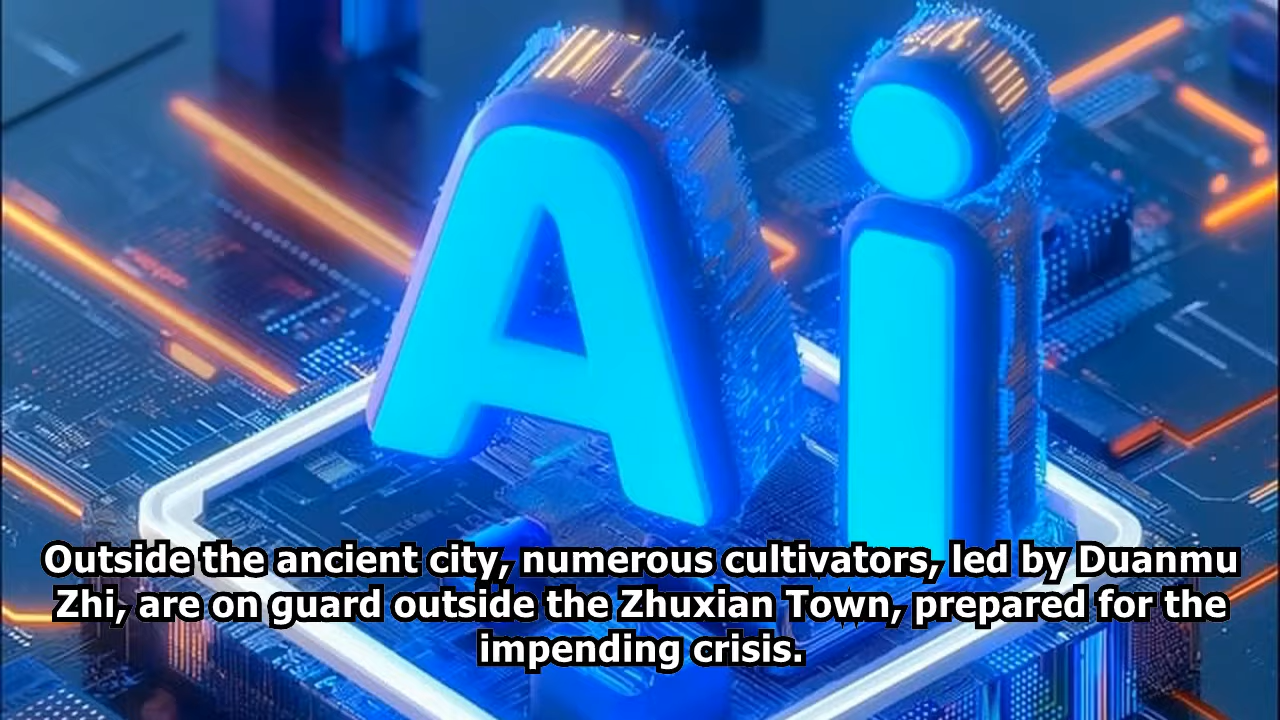 Ai
Outside the ancient city, numerous cultivators, led by Duanmu
Zhi, are on guard outside the Zhuxian Town, prepared for the
impending crisis.